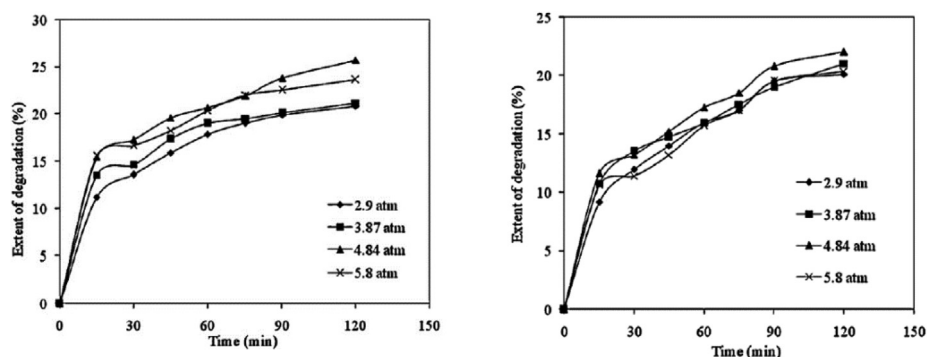 30
25
20
15
10
5
0
Extent of degradation (%)
2.9 atm
3.87 atm
4.84 atm
5.8 atm
0 30 60 90 120 150
Time (min)
25
20
15
10
5
0
Extent of degradation (%)
2.9 atm
3.87 atm
4.84 atm
5.8 atm
0 30 60 90 120 150
Time (min)